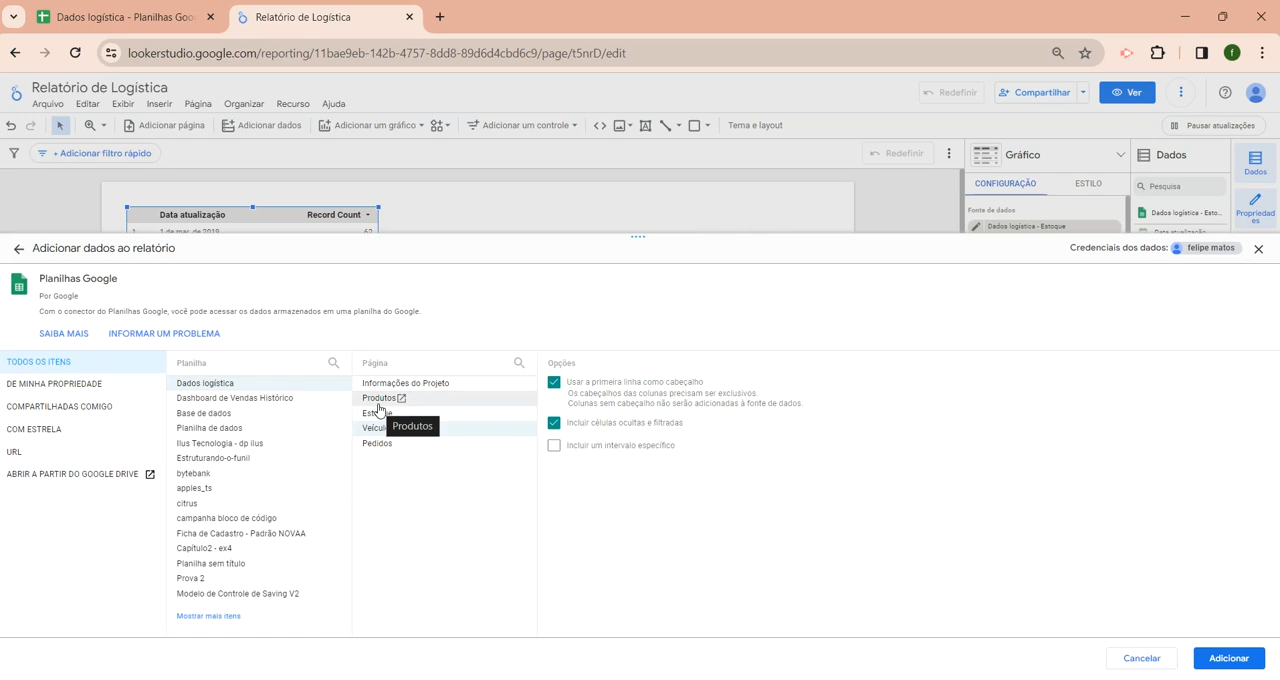 Dados logística - Planilhas Goo
Relatório de Logística
lookerstudio.google.com/reporting/11bae9eb-142b-4757-8dd8-89d6d4cbd6c9/page/t5nrD/edit
f
Relatório de Logística
Arquivo Editar Exibir Inserir Página Organizar Recurso Ajuda
Redefinir
Compartilhar
Ver
Adicionar página
Adicionar dados
Adicionar um gráfico
Adicionar um controle
Tema e layout
Pausar atualizações
+ Adicionar filtro rápido
Redefinir
Gráfico
Dados
Dados
CONFIGURAÇÃO
ESTILO
Pesquisa
Propriedad
es
Fonte de dados
Dados logística - Estoque
Dados logística - Esto...
Data atualização
Record Count
1 1 de mar. de 2019 62
Adicionar dados ao relatório
Credenciais dos dados: felipe matos
Planilhas Google
Por Google
Com o conector do Planilhas Google, você pode acessar os dados armazenados em uma planilha do Google.
SAIBA MAIS
INFORMAR UM PROBLEMA
TODOS OS ITENS
DE MINHA PROPRIEDADE
COMPARTILHADAS COMIGO
COM ESTRELA
URL
ABRIR A PARTIR DO GOOGLE DRIVE
Planilha
Dados logística
Dashboard de Vendas Histórico
Base de dados
Planilha de dados
Ilus Tecnologia - dp ilus
Estruturando-o-funil
bytebank
apples_ts
citrus
campanha bloco de código
Ficha de Cadastro - Padrão NOVAA
Capítulo2 - ex4
Planilha sem título
Prova 2
Modelo de Controle de Saving V2
Mostrar mais itens
Página
Informações do Projeto
Produtos
Produtos
Pedidos
Opções
Usar a primeira linha como cabeçalho
Os cabeçalhos das colunas precisam ser exclusivos.
Colunas sem cabeçalho não serão adicionadas à fonte de dados.
Incluir células ocultas e filtradas
Incluir um intervalo específico
Cancelar
Adicionar